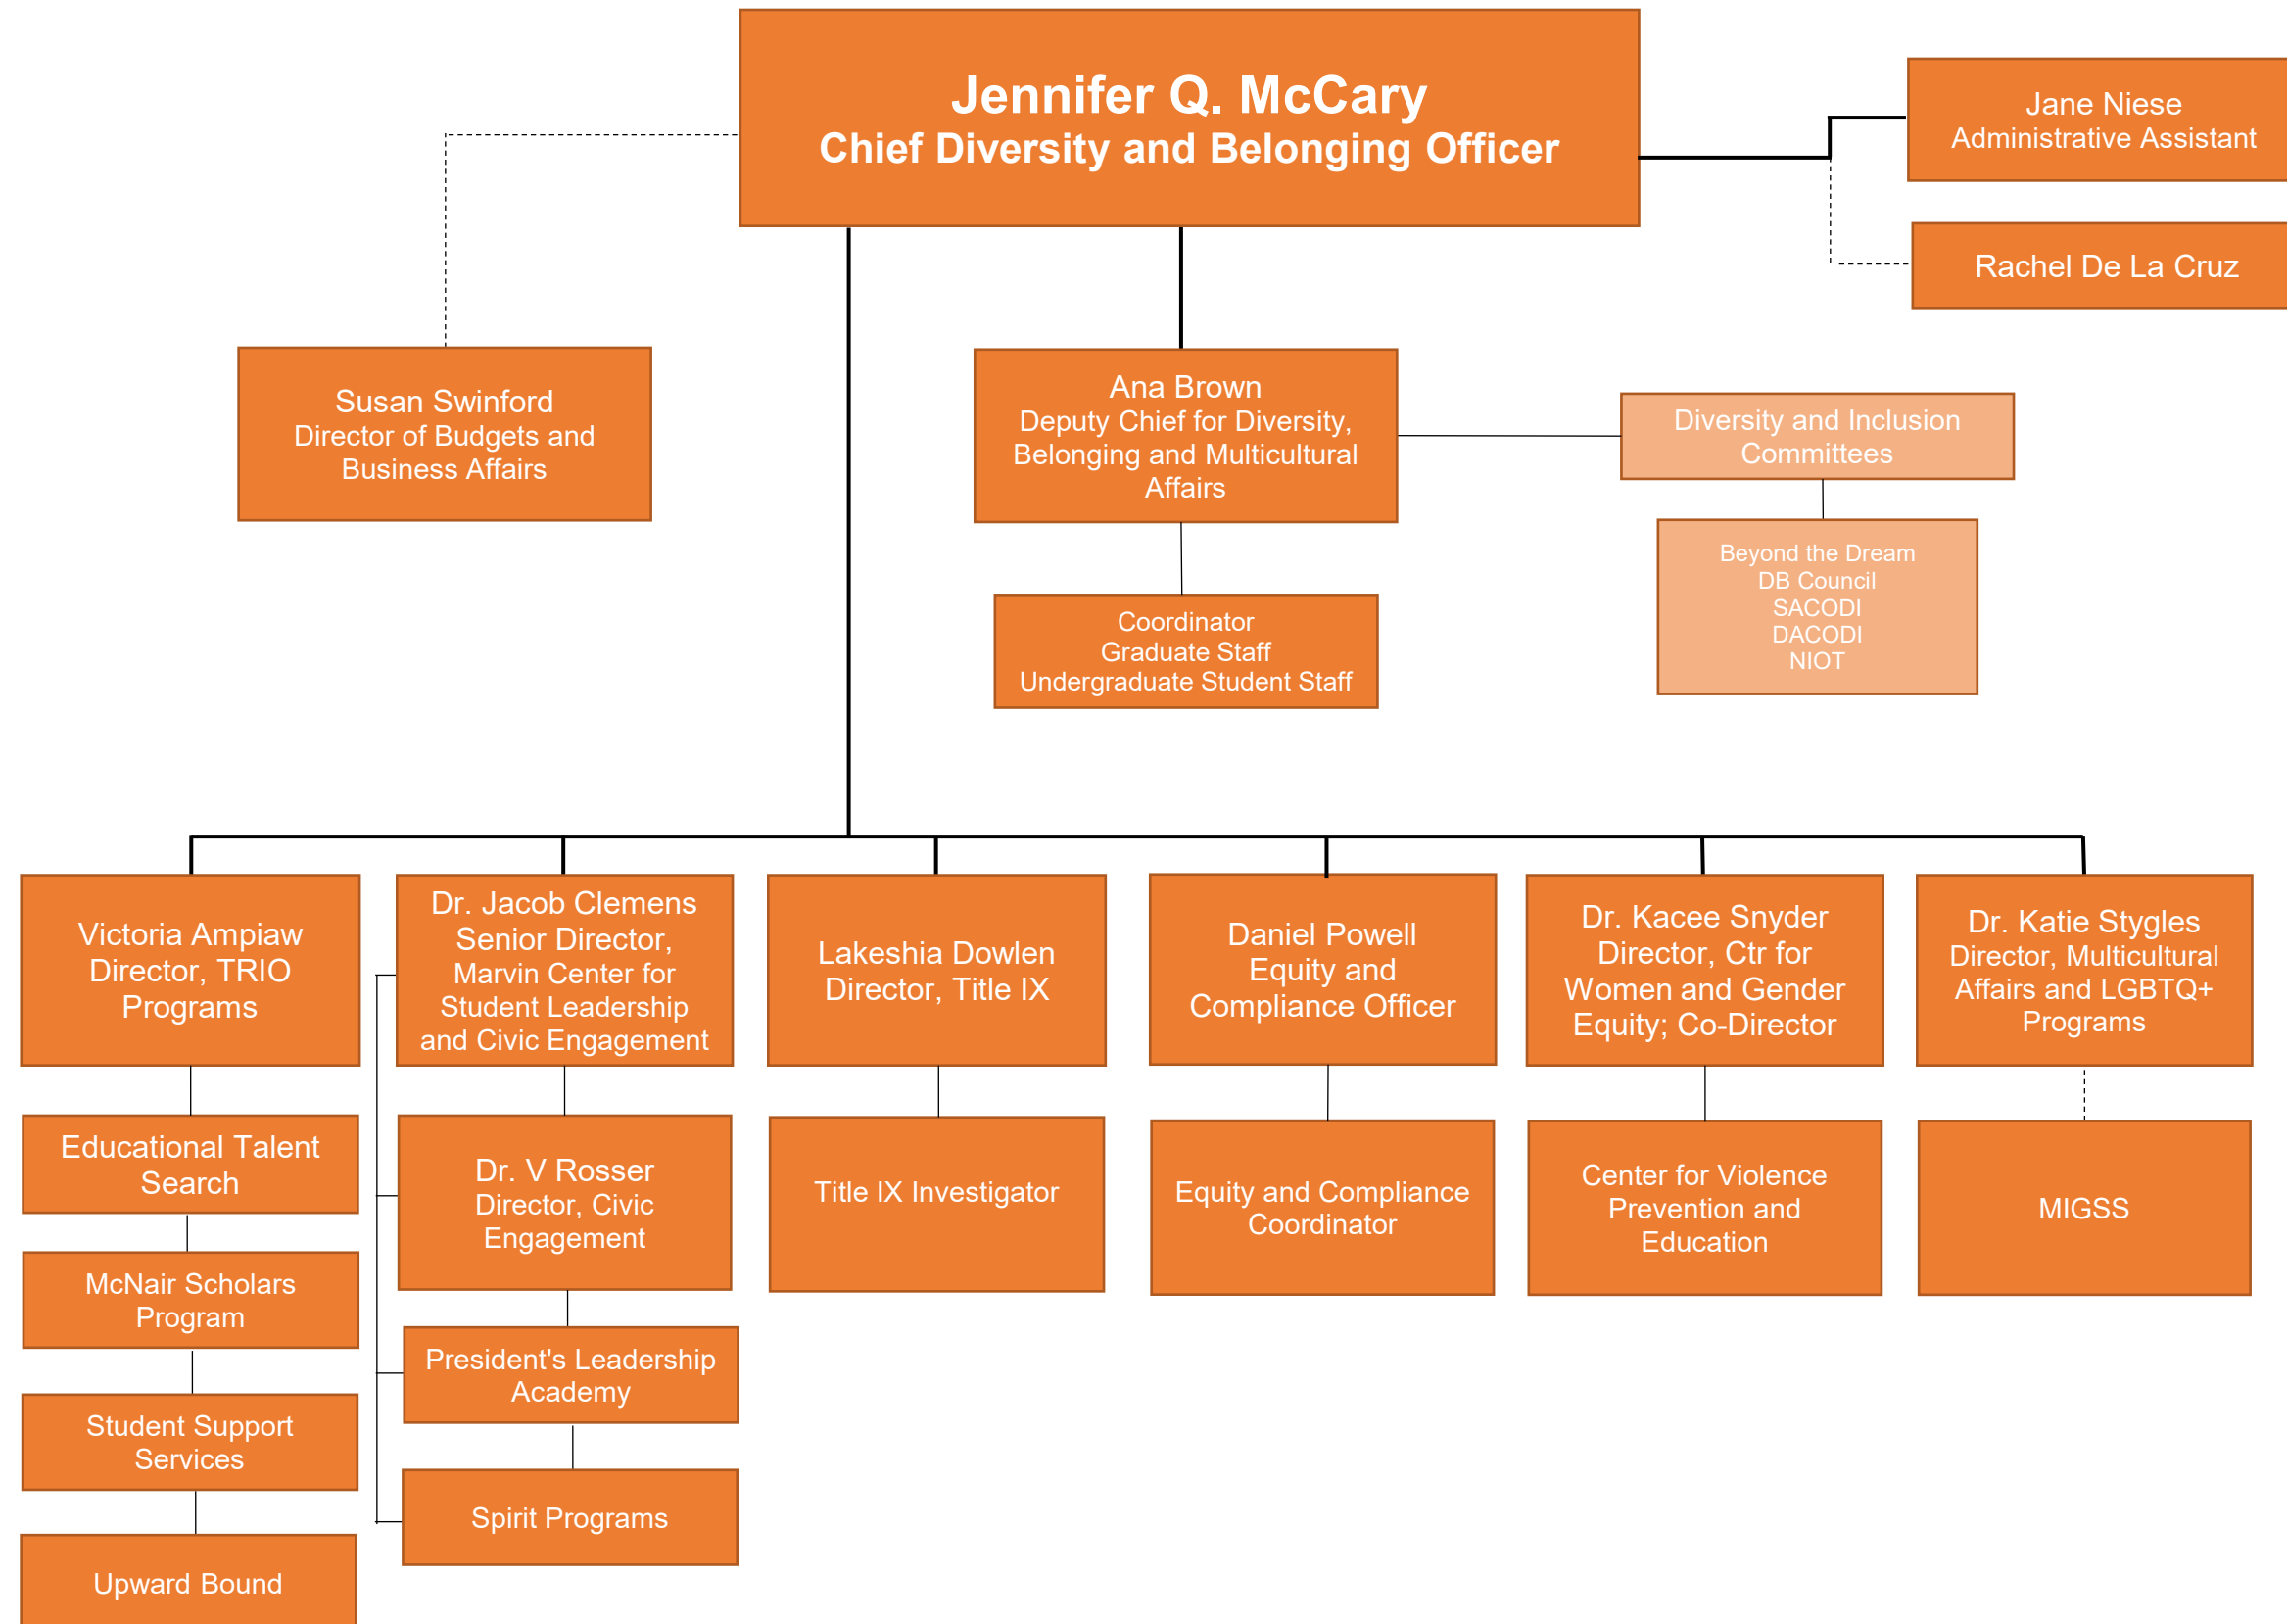 Jennifer Q. McCary
Chief Diversity and Belonging Officer
Jane Niese
Administrative Assistant
Rachel De La Cruz
Susan Swinford
Director of Budgets and
Business Affairs
Ana Brown
Deputy Chief for Diversity,
Belonging and Multicultural
Affairs
Diversity and Inclusion
Committees
Beyond the Dream
DB Council
SACODI
DACODI
NIOT
Coordinator
Graduate Staff
Undergraduate Student Staff
Victoria Ampiaw
Director, TRIO
Programs
Dr. Jacob Clemens
Senior Director,
Marvin Center for
Student Leadership
and Civic Engagement
Lakeshia Dowlen
Director, Title IX
Daniel Powell
Equity and
Compliance Officer
Dr. Kacee Snyder
Director, Ctr for
Women and Gender
Equity; Co-Director
Dr. Katie Stygles
Director, Multicultural
Affairs and LGBTQ+
Programs
Educational Talent
Search
Dr. V Rosser
Director, Civic
Engagement
Title IX Investigator
Equity and Compliance
Coordinator
Center for Violence
Prevention and
Education
MIGSS
McNair Scholars
Program
President's Leadership
Academy
Student Support
Services
Spirit Programs
Upward Bound